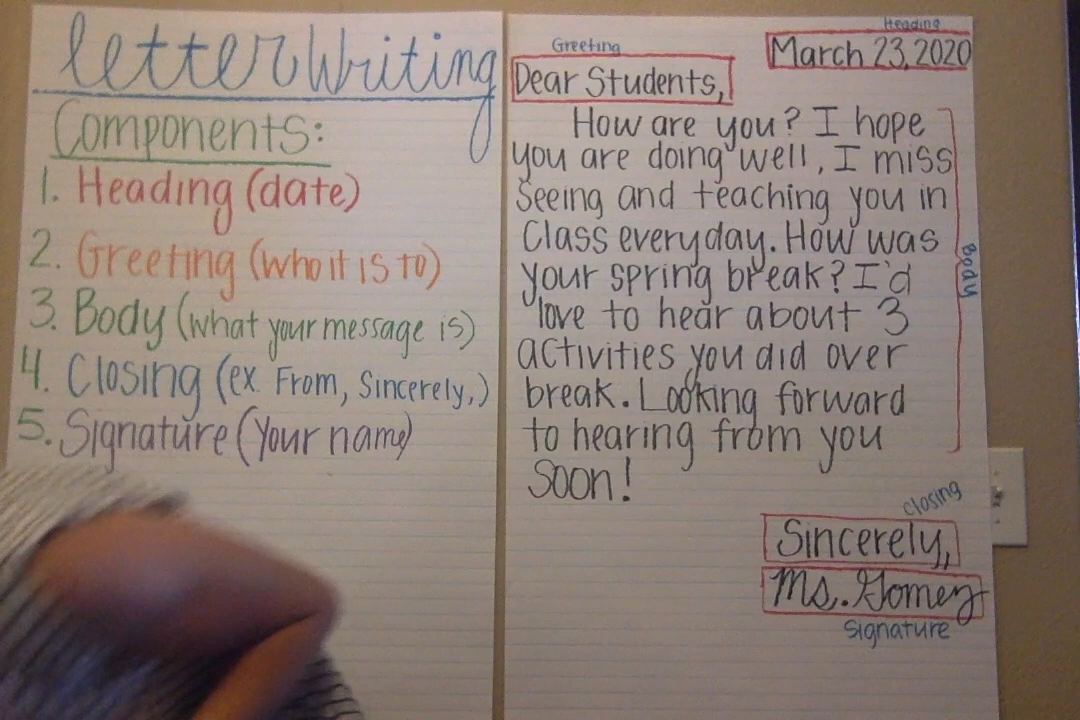 letter Writing
Components:
1. Heading (date)
2. Greeting (who it is to)
3. Body (what your message is)
4. Closing (ex. From, Sincerely,)
5. Signature (Your name)
Heading
March 23, 2020
Greeting
Dear Students,
How are you? I hope
you are doing well, I miss
seeing and teaching you in
class everyday. How was
your spring break? I'd
love to hear about 3
activities you did over
break. Looking forward
to hearing from you
soon!
Body
closing
Sincerely,
Ms. Gomez
Signature